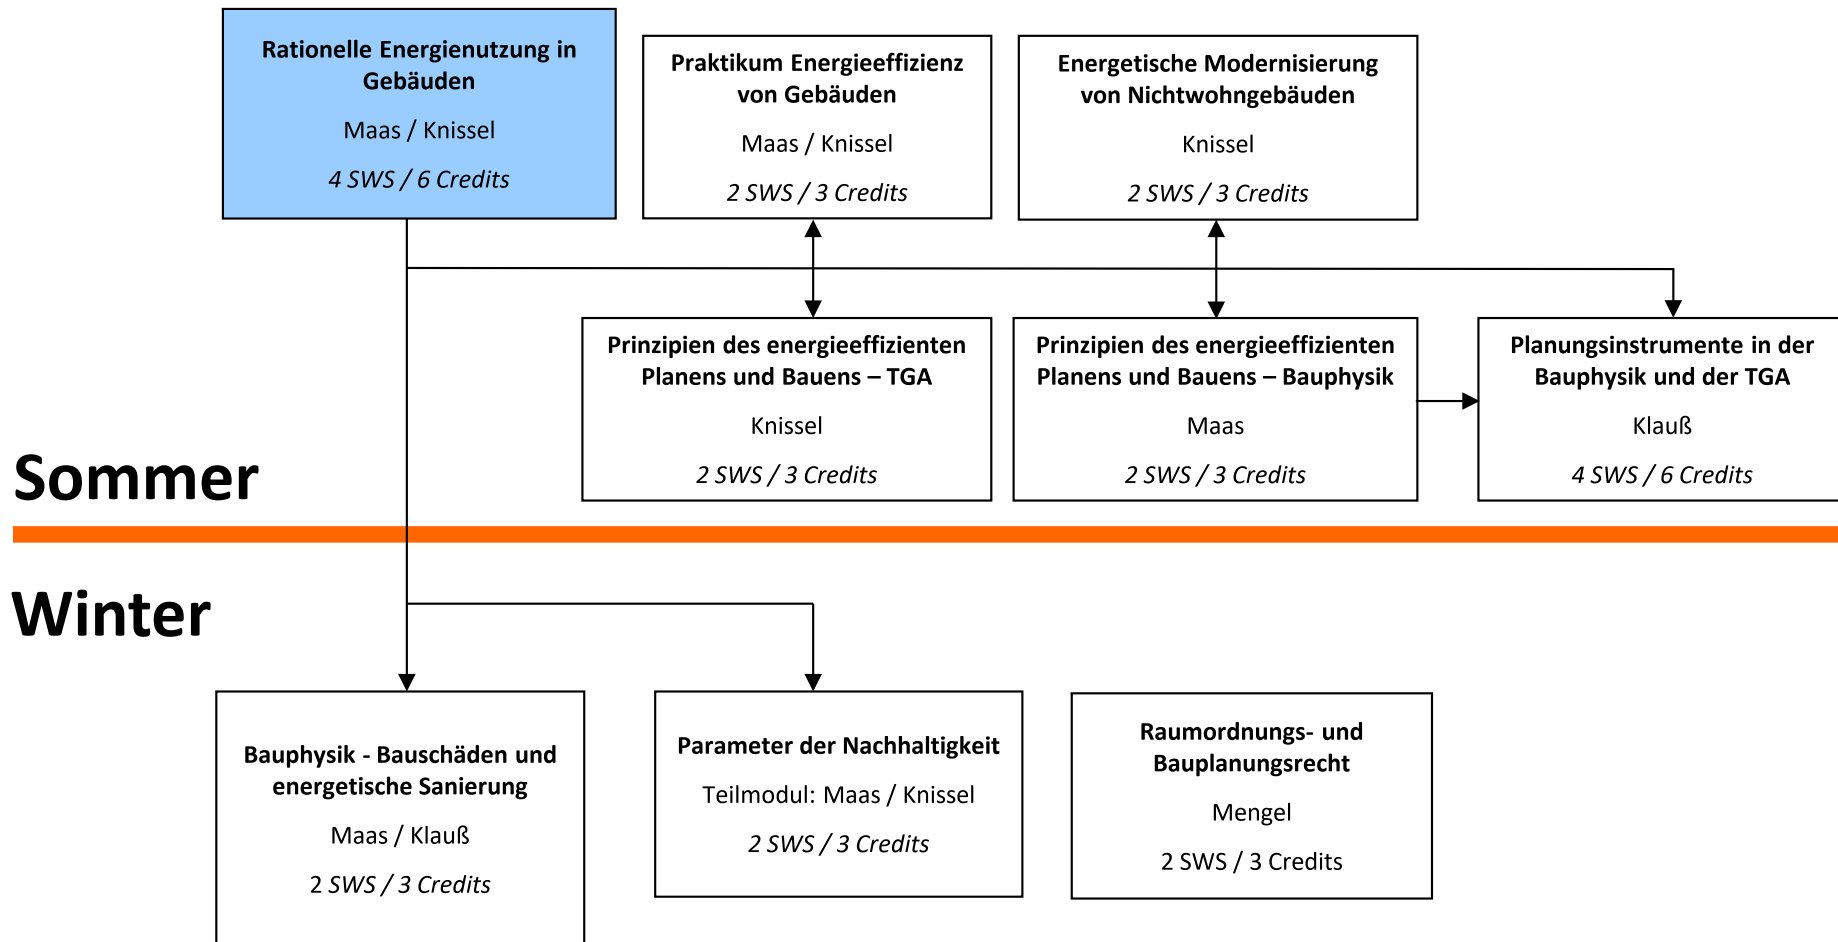 Rationelle Energienutzung in
Gebäuden
Maas / Knissel
4 SWS / 6 Credits
Praktikum Energieeffizienz
von Gebäuden
Maas / Knissel
2 SWS / 3 Credits
Energetische Modernisierung
von Nichtwohngebäuden
Knissel
2 SWS / 3 Credits
Prinzipien des energieeffizienten
Planens und Bauens – TGA
Knissel
2 SWS / 3 Credits
Prinzipien des energieeffizienten
Planens und Bauens – Bauphysik
Maas
2 SWS / 3 Credits
Planungsinstrumente in der
Bauphysik und der TGA
Klauß
4 SWS / 6 Credits
Sommer
Winter
Bauphysik - Bauschäden und
energetische Sanierung
Maas / Klauß
2 SWS / 3 Credits
Parameter der Nachhaltigkeit
Teilmodul: Maas / Knissel
2 SWS / 3 Credits
Raumordnungs- und
Bauplanungsrecht
Mengel
2 SWS / 3 Credits